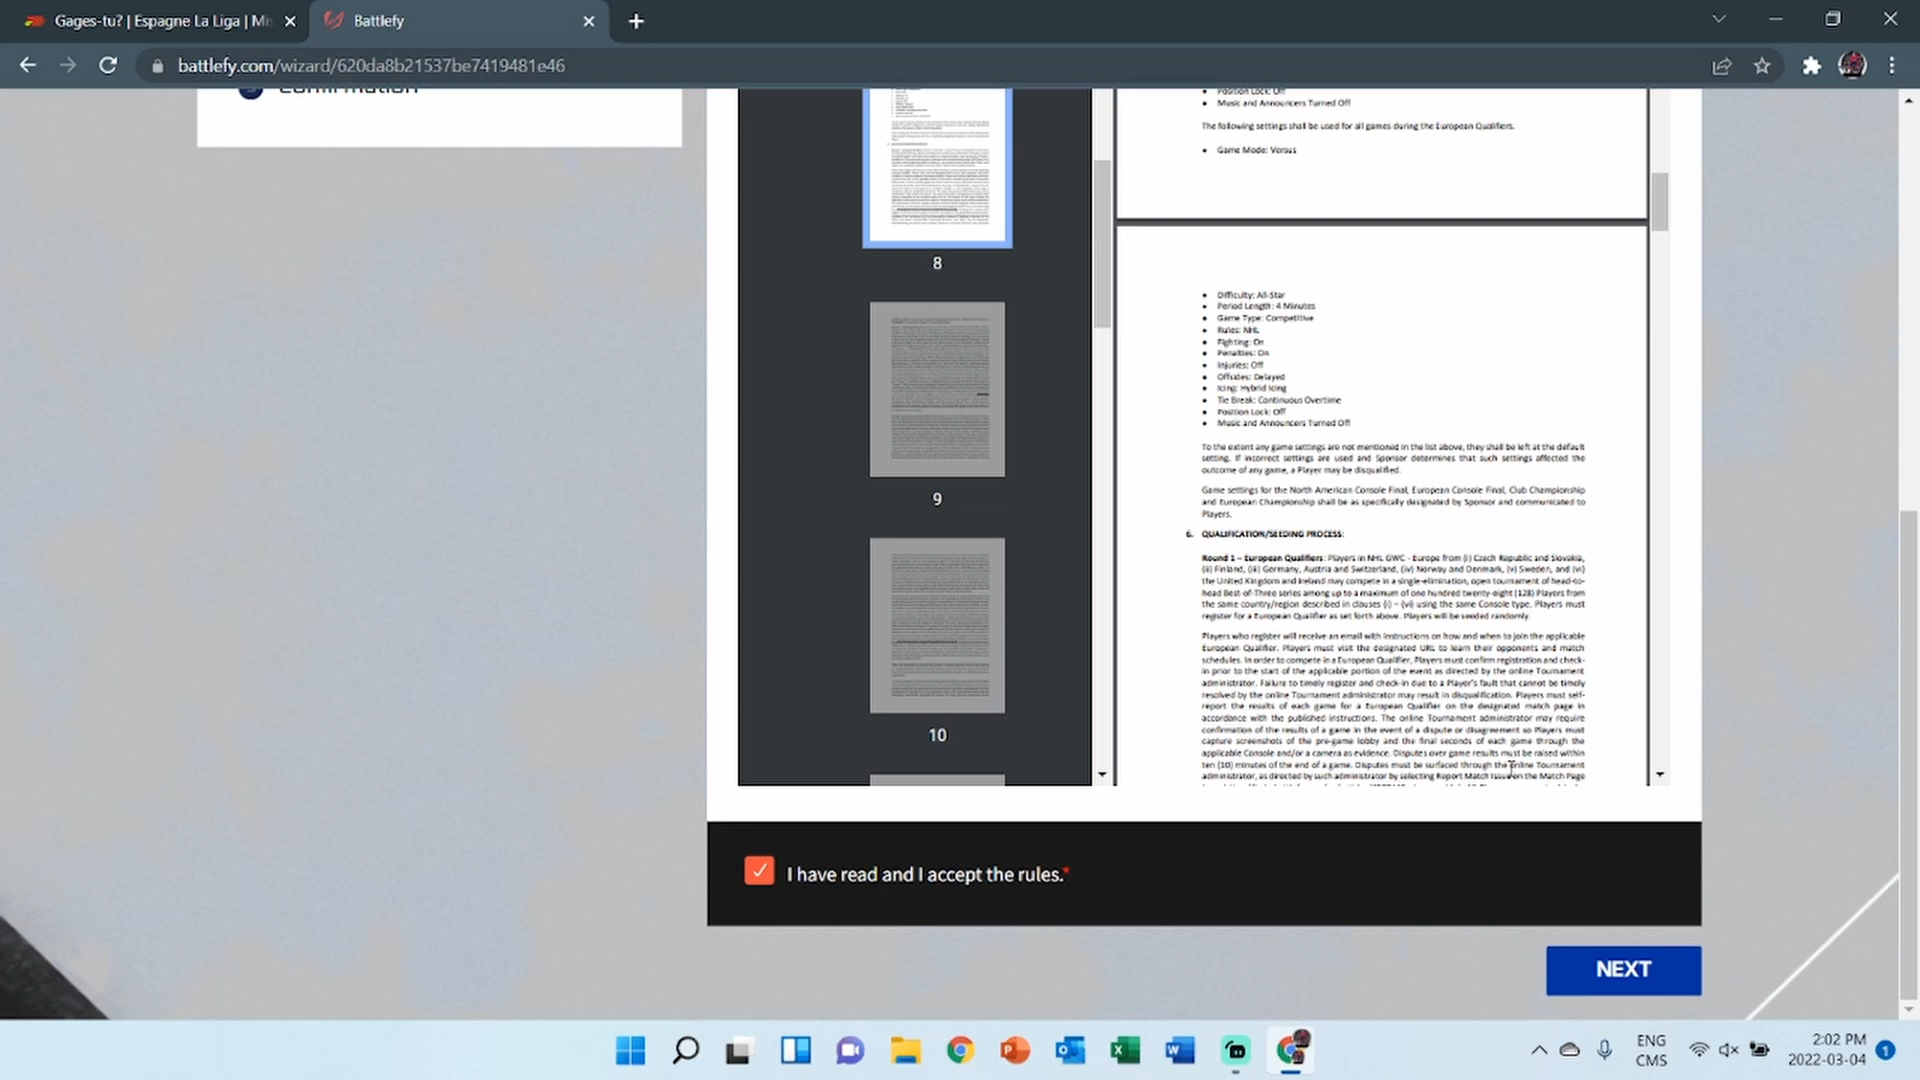 Gages-tu? | Espagne La Liga | Mi
Battlefy
battlefy.com/wizard/620da8b21537be7419481e46
Confirmation
8
9
10
Position Lock: Off
• Music and Announcers Turned Off
The following settings shall be used for all games during the European Qualifiers.
• Game Mode: Versus
• Difficulty: All-Star
• Period Length: 4 Minutes
• Game Type: Competitive
• Rules: NHL
• Fighting: On
• Penalties: On
• Injuries: Off
• Offsides: Delayed
• Icing: Hybrid Icing
• Tie Break: Continuous Overtime
• Position Lock: Off
• Music and Announcers Turned Off
To the extent any game settings are not mentioned in the list above, they shall be left at the default
setting. If incorrect settings are used and Sponsor determines that such settings affected the
outcome of any game, a Player may be disqualified.
Game settings for the North American Console Final, European Console Final, Club Championship
and European Championship shall be as specifically designated by Sponsor and communicated to
Players.
6. QUALIFICATION/SEEDING PROCESS:
Round 1 – European Qualifiers: Players in NHL GWC - Europe from (i) Czech Republic and Slovakia,
(ii) Finland, (iii) Germany, Austria and Switzerland, (iv) Norway and Denmark, (v) Sweden, and (vi)
the United Kingdom and Ireland may compete in a single-elimination, open tournament of head-to-
head Best-of-Three series among up to a maximum of one hundred twenty-eight (128) Players from
the same country/region described in clauses (i) – (vi) using the same Console type. Players must
register for a European Qualifier as set forth above. Players will be seeded randomly.
Players who register will receive an email with instructions on how and when to join the applicable
European Qualifier. Players must visit the designated URL to learn their opponents and match
schedules. In order to compete in a European Qualifier, Players must confirm registration and check-
in prior to the start of the applicable portion of the event as directed by the online Tournament
administrator. Failure to timely register and check-in due to a Player's fault that cannot be timely
resolved by the online Tournament administrator may result in disqualification. Players must self-
report the results of each game for a European Qualifier on the designated match page in
accordance with the published instructions. The online Tournament administrator may require
confirmation of the results of a game in the event of a dispute or disagreement so Players must
capture screenshots of the pre-game lobby and the final seconds of each game through the
applicable Console and/or a camera as evidence. Disputes over game results must be raised within
ten (10) minutes of the end of a game. Disputes must be surfaced through the online Tournament
administrator, as directed by such administrator by selecting Report Match Issue on the Match Page
I have read and I accept the rules.*
NEXT
ENG
CMS
2:02 PM
2022-03-04
1